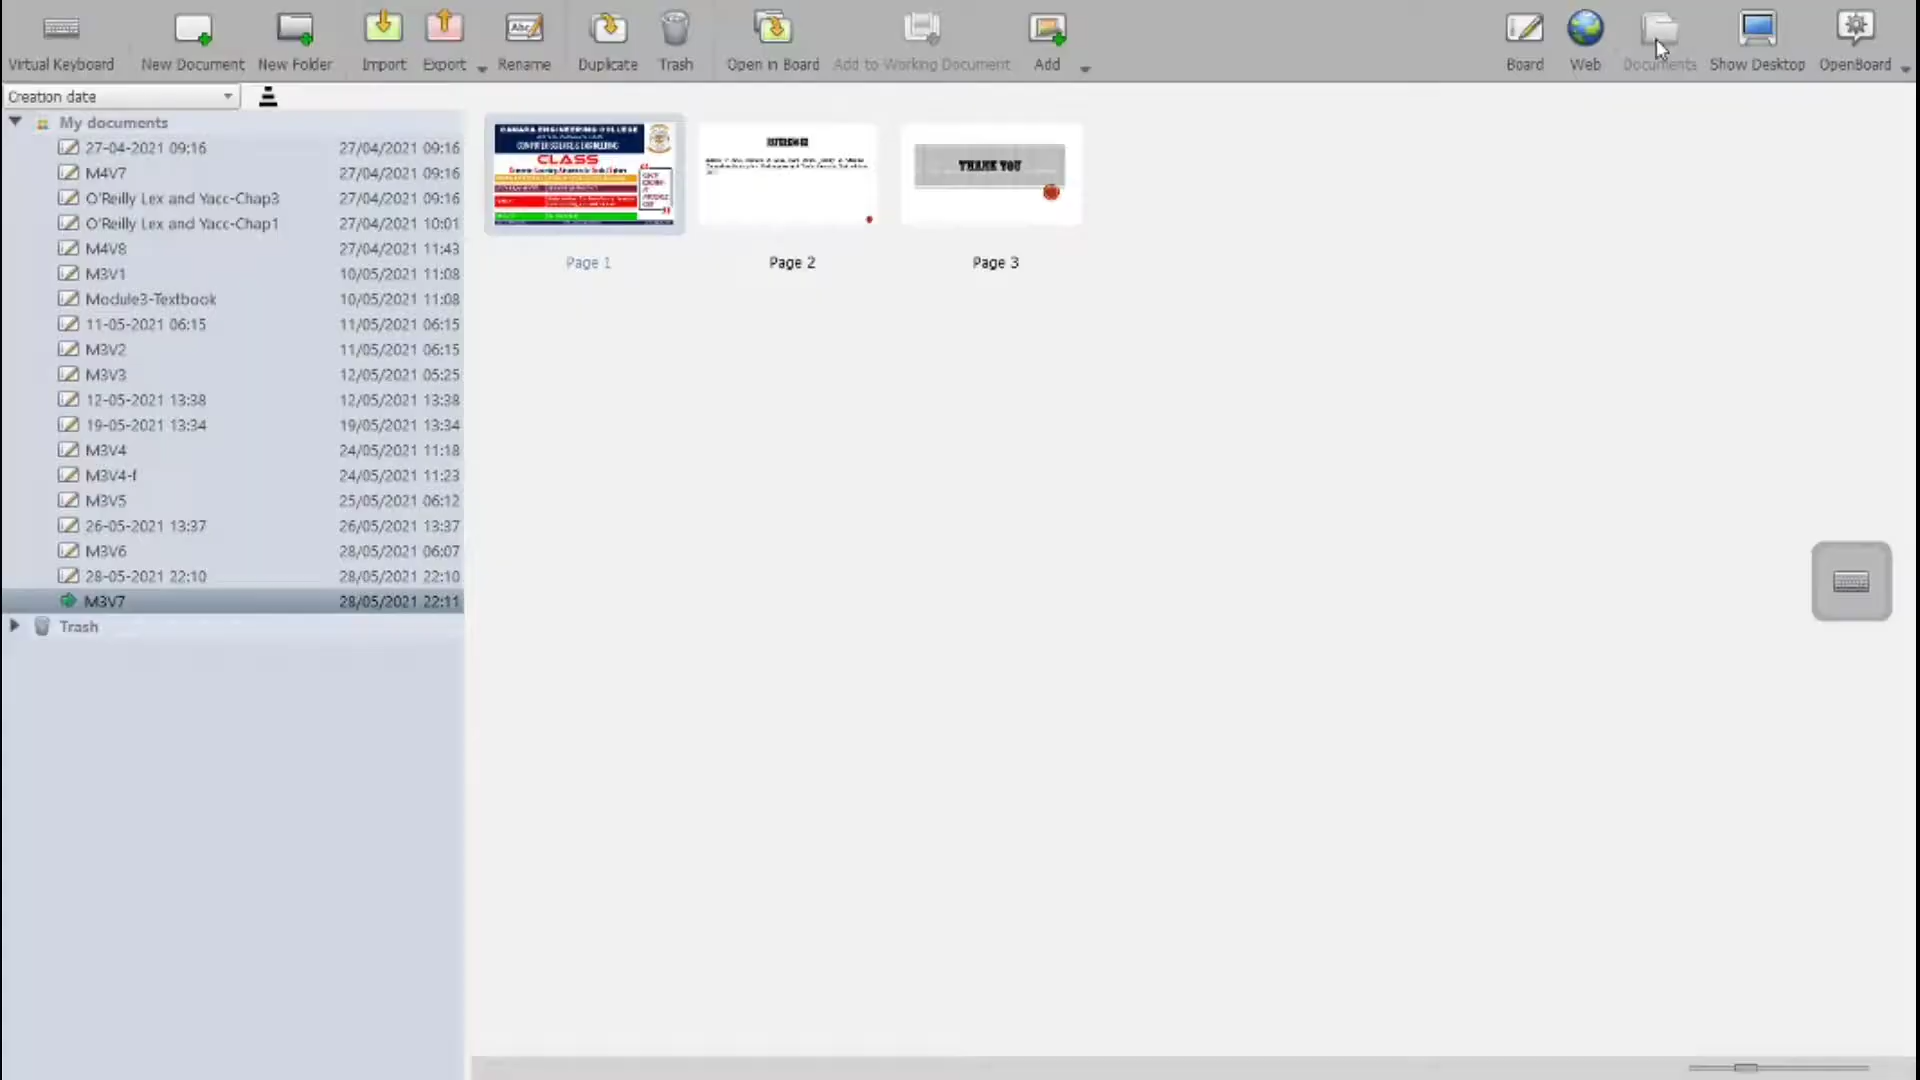 Virtual Keyboard New Document New Folder Import Export Rename Duplicate Trash Open in Board Add to Working Document Add Board Web Documents Show Desktop OpenBoard
Creation date
My documents
27-04-2021 09:16 27/04/2021 09:16
M4V7 27/04/2021 09:16
O'Reilly Lex and Yacc-Chap3 27/04/2021 09:16
O'Reilly Lex and Yacc-Chap1 27/04/2021 10:01
M4V8 27/04/2021 11:43
M3V1 10/05/2021 11:08
Module3-Textbook 10/05/2021 11:08
11-05-2021 06:15 11/05/2021 06:15
M3V2 11/05/2021 06:15
M3V3 12/05/2021 05:25
12-05-2021 13:38 12/05/2021 13:38
19-05-2021 13:34 19/05/2021 13:34
M3V4 24/05/2021 11:18
M3V4-f 24/05/2021 11:23
M3V5 25/05/2021 06:12
26-05-2021 13:37 26/05/2021 13:37
M3V6 28/05/2021 06:07
28-05-2021 22:10 28/05/2021 22:10
M3V7 28/05/2021 22:11
Trash
CANARA ENGINEERING COLLEGE
COMPUTER SCIENCE & ENGINEERING
CLASS
Page 1
REFERENCES
Page 2
THANK YOU
Page 3